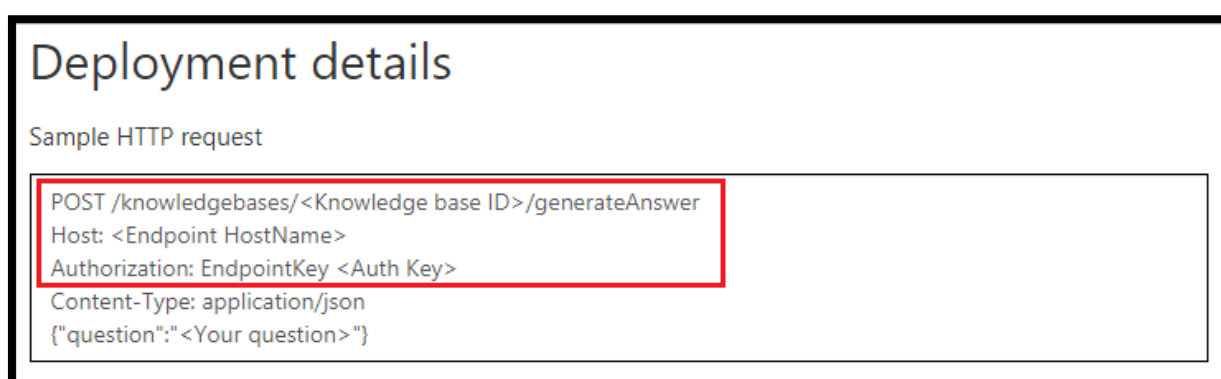 Deployment details
Sample HTTP request
POST /knowledgebases/<Knowledge base ID>/generateAnswer
Host: <Endpoint HostName>
Authorization: EndpointKey <Auth Key>
Content-Type: application/json
{"question":"<Your question>"}